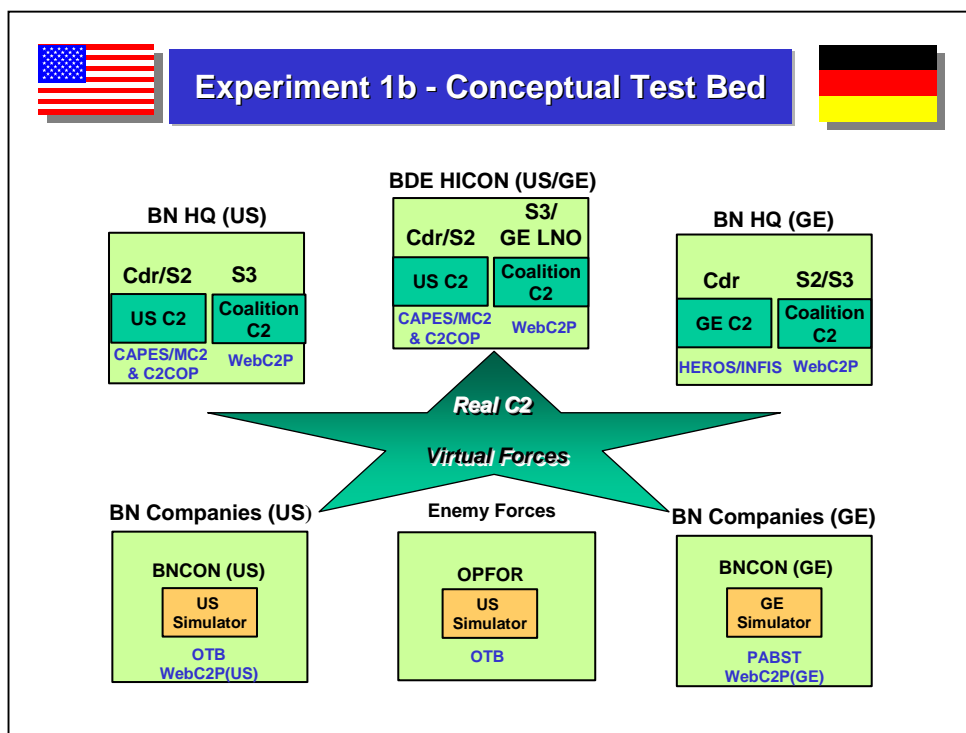 Experiment 1b - Conceptual Test Bed
BN HQ (US)
Cdr/S2
S3
US C2
Coalition
C2
CAPES/MC2
& C2COP
WebC2P
BDE HICON (US/GE)
Cdr/S2
S3/
GE LNO
US C2
Coalition
C2
CAPES/MC2
& C2COP
WebC2P
BN HQ (GE)
Cdr
S2/S3
GE C2
Coalition
C2
HEROS/INFIS
WebC2P
Real C2
Virtual Forces
BN Companies (US)
BNCON (US)
US
Simulator
OTB
WebC2P(US)
Enemy Forces
OPFOR
US
Simulator
OTB
BN Companies (GE)
BNCON (GE)
GE
Simulator
PABST
WebC2P(GE)